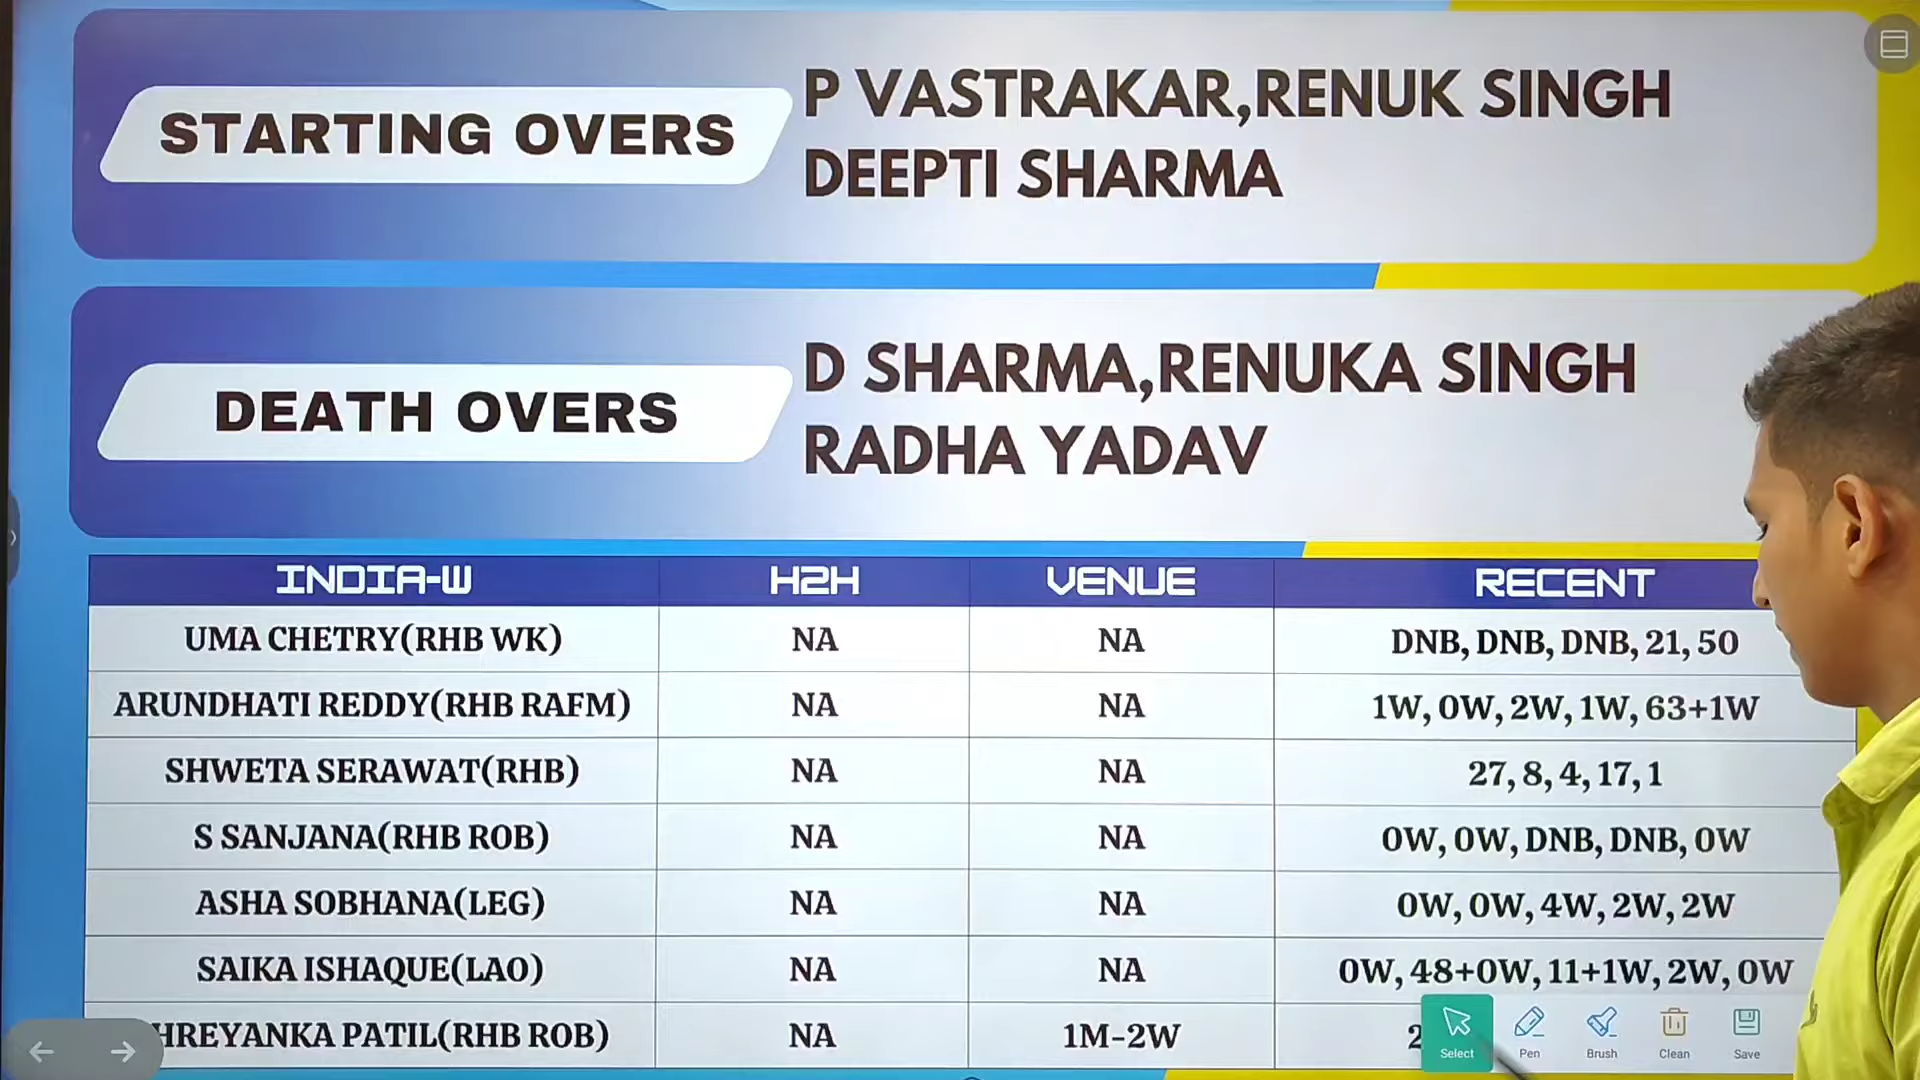 STARTING OVERS
P VASTRAKAR,RENUK SINGH
DEEPTI SHARMA
DEATH OVERS
D SHARMA,RENUKA SINGH
RADHA YADAV
INDIA-W H2H VENUE RECENT
UMA CHETRY(RHB WK) NA NA DNB, DNB, DNB, 21, 50
ARUNDHATI REDDY(RHB RAFM) NA NA 1W, 0W, 2W, 1W, 63+1W
SHWETA SERAWAT(RHB) NA NA 27, 8, 4, 17, 1
S SANJANA(RHB ROB) NA NA 0W, 0W, DNB, DNB, 0W
ASHA SOBHANA(LEG) NA NA 0W, 0W, 4W, 2W, 2W
SAIKA ISHAQUE(LAO) NA NA 0W, 48+0W, 11+1W, 2W, 0W
HREYANKA PATIL(RHB ROB) NA 1M-2W 2
Select Pen Brush Clean Save